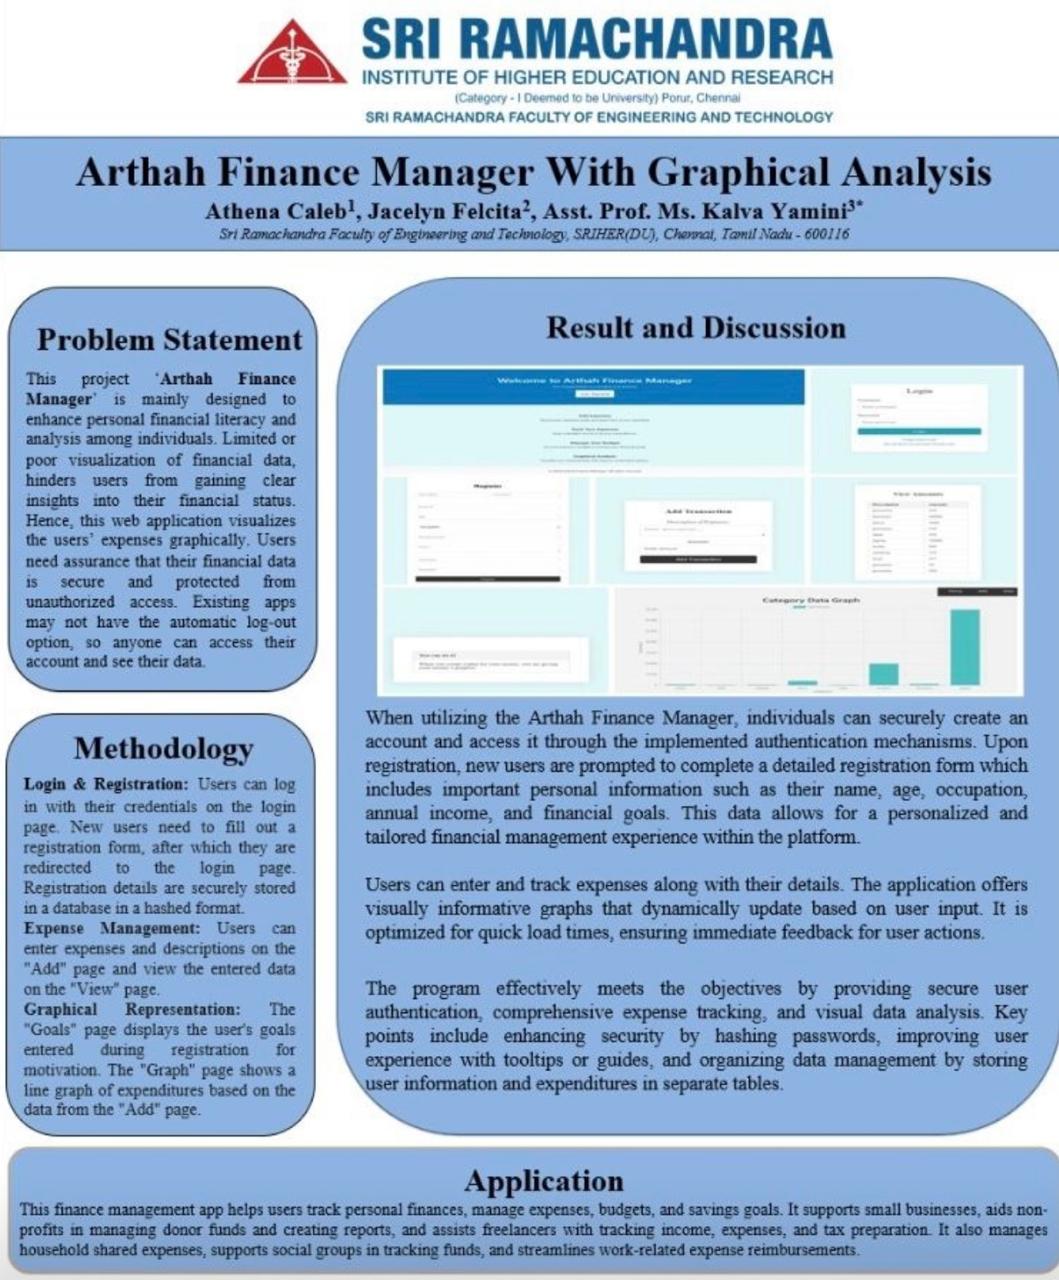 SRI RAMACHANDRA
INSTITUTE OF HIGHER EDUCATION AND RESEARCH
(Category - I Deemed to be University) Porur, Chennai
SRI RAMACHANDRA FACULTY OF ENGINEERING AND TECHNOLOGY
Arthah Finance Manager With Graphical Analysis
Athena Caleb1, Jacelyn Felcita2, Asst. Prof. Ms. Kalva Yamini3*
Sri Ramachandra Faculty of Engineering and Technology, SRIHER(DU), Chennai, Tamil Nadu - 600116
Problem Statement
This project 'Arthah Finance
Manager' is mainly designed to
enhance personal financial literacy and
analysis among individuals. Limited or
poor visualization of financial data,
hinders users from gaining clear
insights into their financial status.
Hence, this web application visualizes
the users' expenses graphically. Users
need assurance that their financial data
is secure and protected from
unauthorized access. Existing apps
may not have the automatic log-out
option, so anyone can access their
account and see their data.
Methodology
Login & Registration: Users can log
in with their credentials on the login
page. New users need to fill out a
registration form, after which they are
redirected to the login page.
Registration details are securely stored
in a database in a hashed format.
Expense Management: Users can
enter expenses and descriptions on the
"Add" page and view the entered data
on the "View" page.
Graphical Representation: The
"Goals" page displays the user's goals
entered during registration for
motivation. The "Graph" page shows a
line graph of expenditures based on the
data from the "Add" page.
Result and Discussion
Welcome to Arthah Finance Manager
Login
Register
Add Transaction
Category Data Graph
When utilizing the Arthah Finance Manager, individuals can securely create an
account and access it through the implemented authentication mechanisms. Upon
registration, new users are prompted to complete a detailed registration form which
includes important personal information such as their name, age, occupation,
annual income, and financial goals. This data allows for a personalized and
tailored financial management experience within the platform.
Users can enter and track expenses along with their details. The application offers
visually informative graphs that dynamically update based on user input. It is
optimized for quick load times, ensuring immediate feedback for user actions.
The program effectively meets the objectives by providing secure user
authentication, comprehensive expense tracking, and visual data analysis. Key
points include enhancing security by hashing passwords, improving user
experience with tooltips or guides, and organizing data management by storing
user information and expenditures in separate tables.
Application
This finance management app helps users track personal finances, manage expenses, budgets, and savings goals. It supports small businesses, aids non-
profits in managing donor funds and creating reports, and assists freelancers with tracking income, expenses, and tax preparation. It also manages
household shared expenses, supports social groups in tracking funds, and streamlines work-related expense reimbursements.